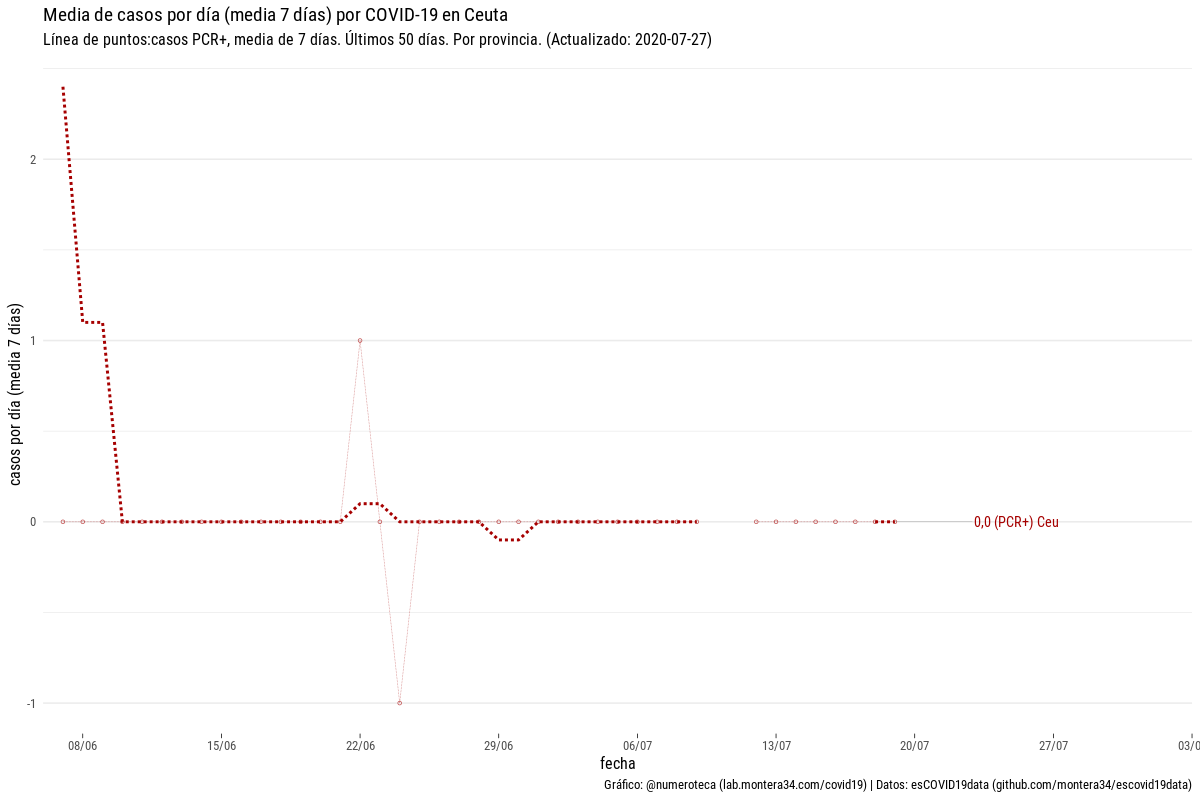 Media de casos por día (media 7 días) por COVID-19 en Ceuta
Línea de puntos:casos PCR+, media de 7 días. Últimos 50 días. Por provincia. (Actualizado: 2020-07-27)
casos por día (media 7 días)
2
1
0
-1
0,0 (PCR+) Ceu
08/06 15/06 22/06 29/06 06/07 13/07 20/07 27/07 03/0
fecha
Gráfico: @numeroteca (lab.montera34.com/covid19) | Datos: esCOVID19data (github.com/montera34/escovid19data)